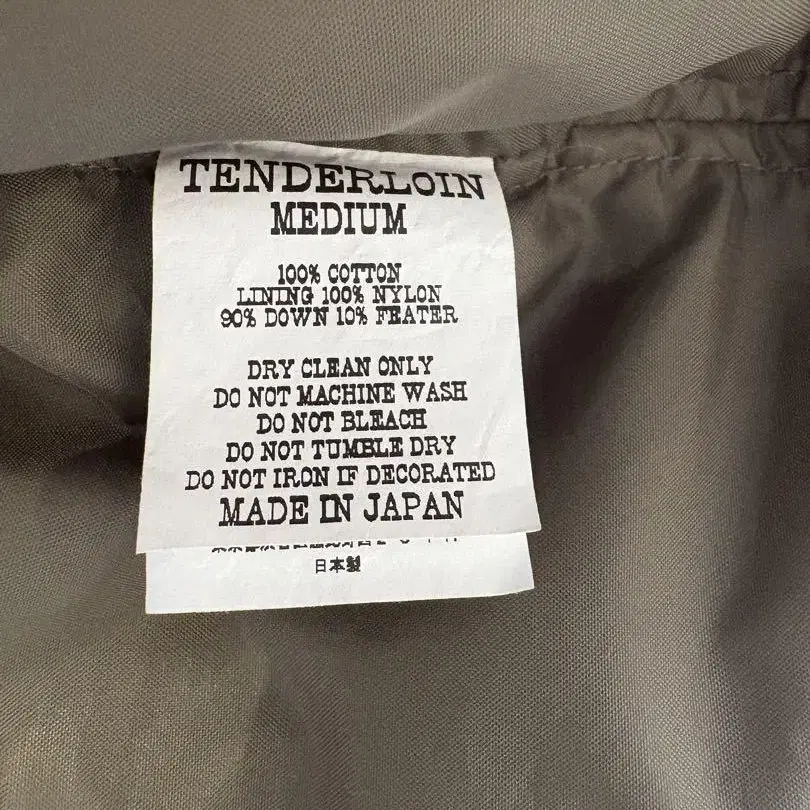 TENDERLOIN
MEDIUM
100% COTTON
LINING 100% NYLON
90% DOWN 10% FEATER
DRY CLEAN ONLY
DO NOT MACHINE WASH
DO NOT BLEACH
DO NOT TUMBLE DRY
DO NOT IRON IF DECORATED
MADE IN JAPAN
日本製